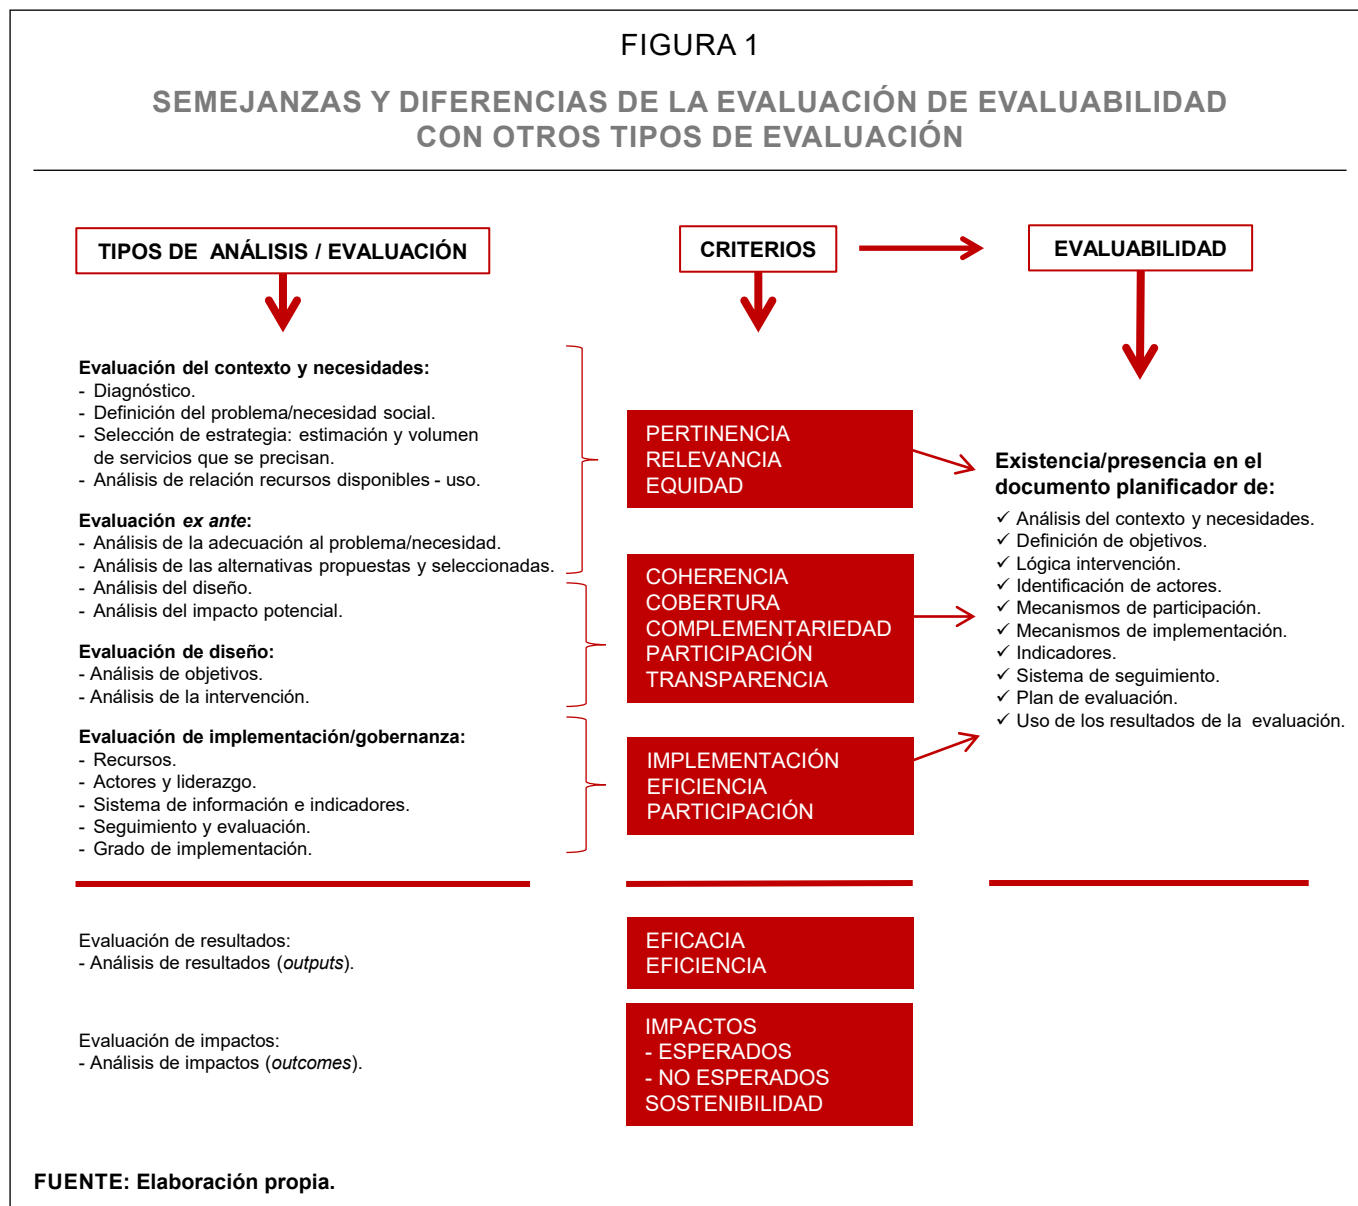 FIGURA 1
SEMEJANZAS Y DIFERENCIAS DE LA EVALUACIÓN DE EVALUABILIDAD
CON OTROS TIPOS DE EVALUACIÓN
TIPOS DE ANÁLISIS / EVALUACIÓN
Evaluación del contexto y necesidades:
- Diagnóstico.
- Definición del problema/necesidad social.
- Selección de estrategia: estimación y volumen
de servicios que se precisan.
- Análisis de relación recursos disponibles - uso.
Evaluación ex ante:
- Análisis de la adecuación al problema/necesidad.
- Análisis de las alternativas propuestas y seleccionadas.
- Análisis del diseño.
- Análisis del impacto potencial.
Evaluación de diseño:
- Análisis de objetivos.
- Análisis de la intervención.
Evaluación de implementación/gobernanza:
- Recursos.
- Actores y liderazgo.
- Sistema de información e indicadores.
- Seguimiento y evaluación.
- Grado de implementación.
Evaluación de resultados:
- Análisis de resultados (outputs).
Evaluación de impactos:
- Análisis de impactos (outcomes).
CRITERIOS
PERTINENCIA
RELEVANCIA
EQUIDAD
COHERENCIA
COBERTURA
COMPLEMENTARIEDAD
PARTICIPACIÓN
TRANSPARENCIA
IMPLEMENTACIÓN
EFICIENCIA
PARTICIPACIÓN
EFICACIA
EFICIENCIA
IMPACTOS
- ESPERADOS
- NO ESPERADOS
SOSTENIBILIDAD
EVALUABILIDAD
Existencia/presencia en el
documento planificador de:
✓ Análisis del contexto y necesidades.
✓ Definición de objetivos.
✓ Lógica intervención.
✓ Identificación de actores.
✓ Mecanismos de participación.
✓ Mecanismos de implementación.
✓ Indicadores.
✓ Sistema de seguimiento.
✓ Plan de evaluación.
✓ Uso de los resultados de la evaluación.
FUENTE: Elaboración propia.